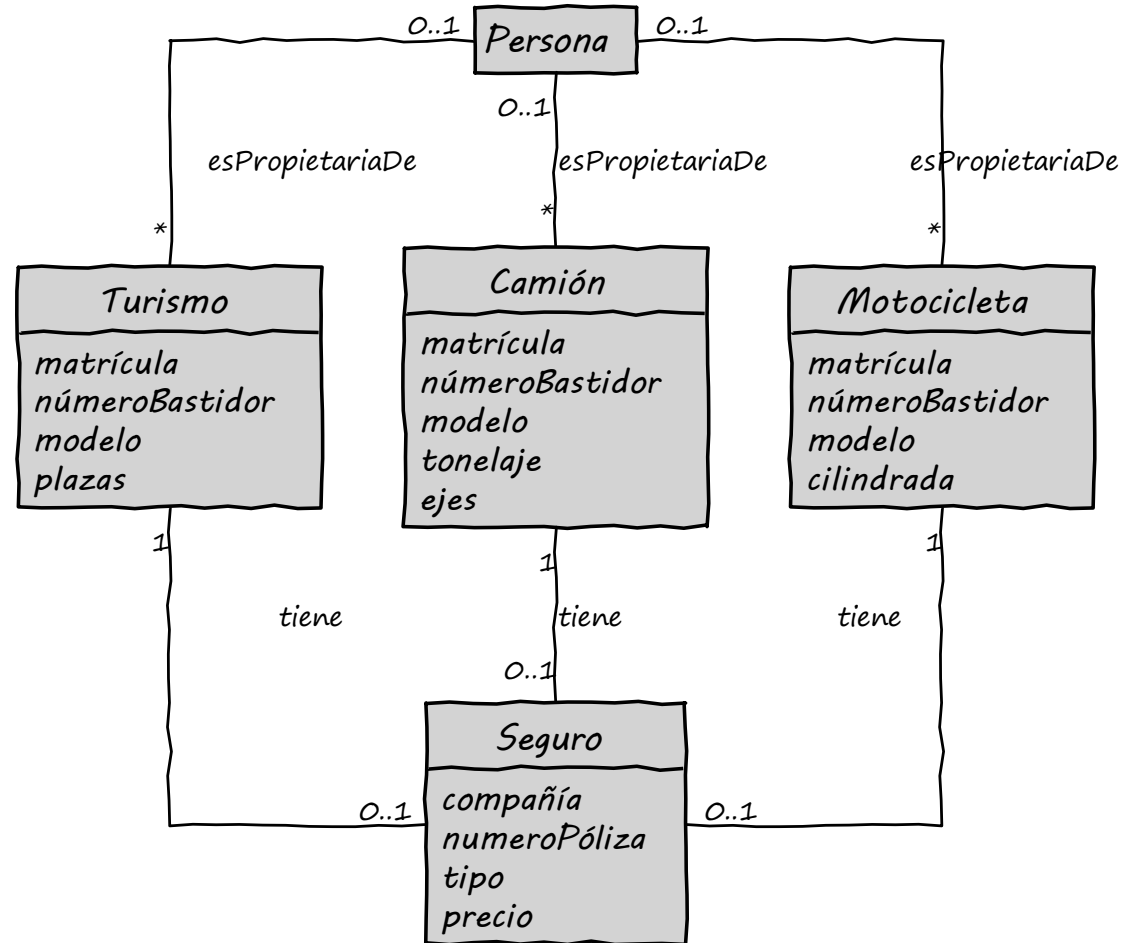 0..1
Persona
0..1
0..1
esPropietariaDe
esPropietariaDe
esPropietariaDe
*
*
*
Turismo
matrícula
númeroBastidor
modelo
plazas
Camión
matrícula
númeroBastidor
modelo
tonelaje
ejes
Motocicleta
matrícula
númeroBastidor
modelo
cilindrada
1
1
1
tiene
tiene
tiene
0..1
0..1
0..1
Seguro
compañía
numeroPóliza
tipo
precio